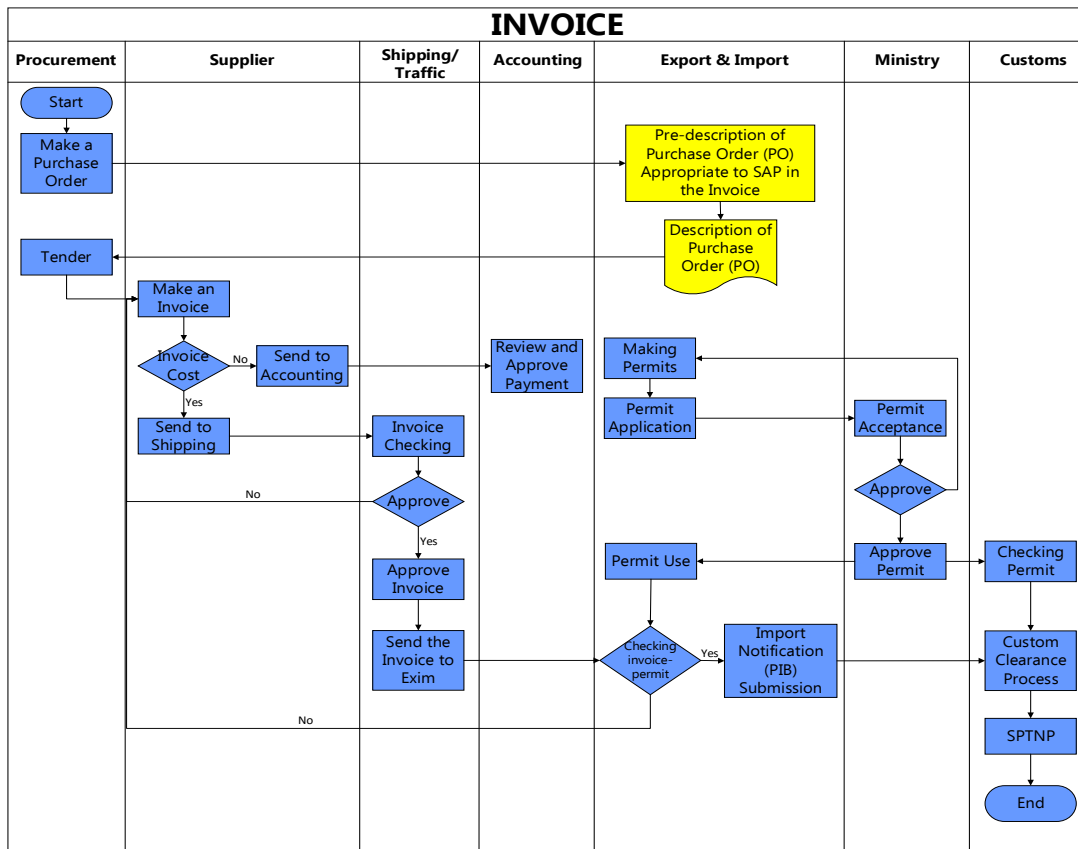 INVOICE
Procurement
Supplier
Shipping/
Traffic
Accounting
Export & Import
Ministry
Customs
Start
Make a
Purchase
Order
Pre-description of
Purchase Order (PO)
Appropriate to SAP in
the Invoice
Tender
Description of
Purchase
Order (PO)
Make an
Invoice
Invoice
Cost
No
Send to
Accounting
Review and
Approve
Payment
Making
Permits
Yes
Send to
Shipping
Invoice
Checking
Permit
Application
Permit
Acceptance
No
Approve
Approve
Yes
Approve
Invoice
Permit Use
Approve
Permit
Checking
Permit
Send the
Invoice to
Exim
Checking
invoice-
permit
Yes
Import
Notification
(PIB)
Submission
Custom
Clearance
Process
No
SPTNP
End